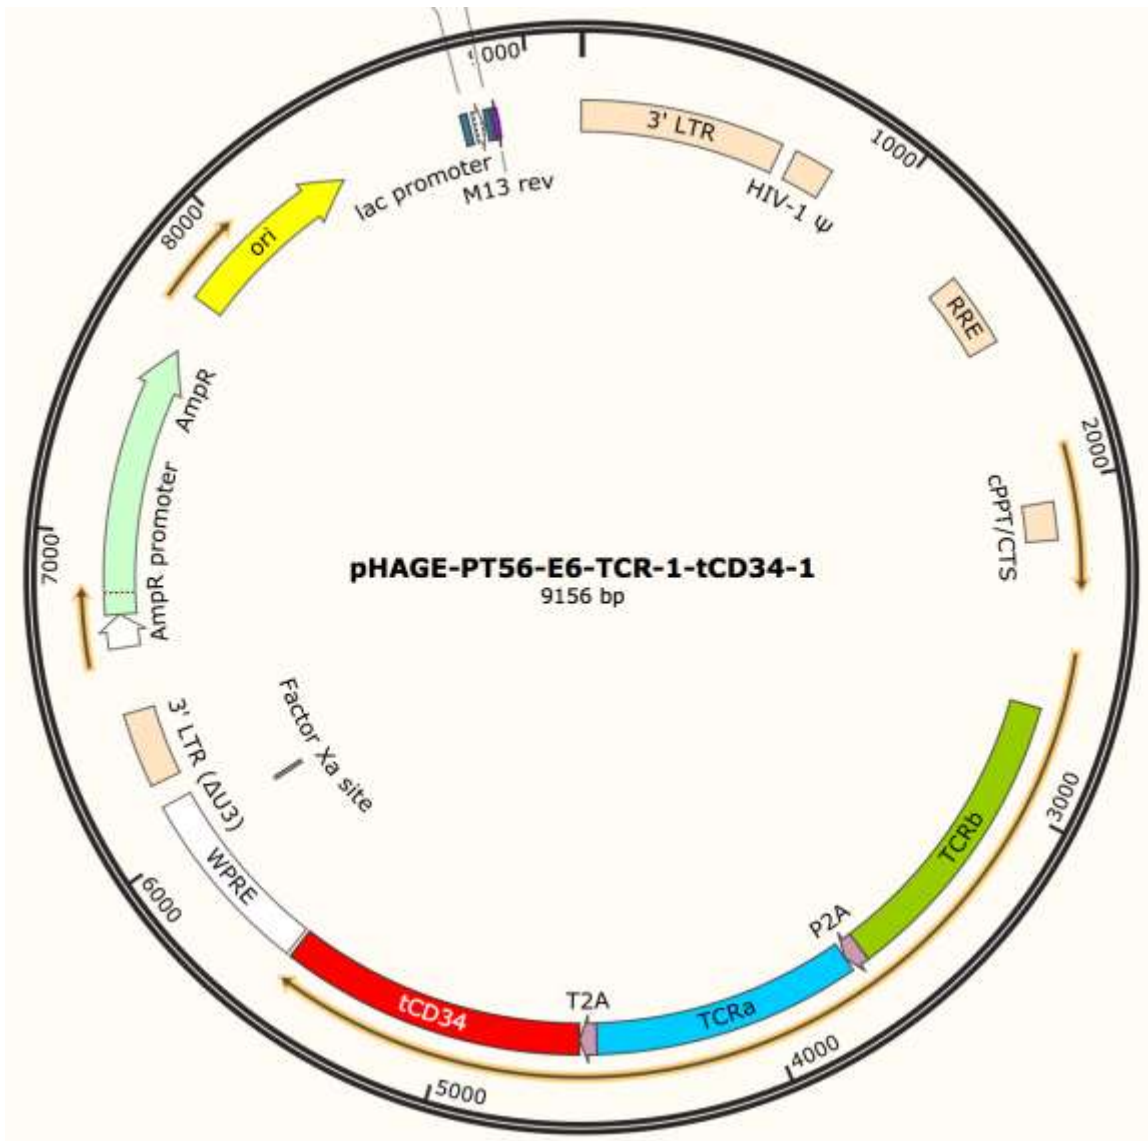 9000
3' LTR
1000
HIV-1 Ψ
lac promoter
M13 rev
8000
ori
RRE
AmpR
2000
cPPT/CTS
AmpR promoter
7000
pHAGE-PT56-E6-TCR-1-tCD34-1
9156 bp
3' LTR (ΔU3)
Factor Xa site
3000
TCRb
WPRE
6000
P2A
T2A
TCRa
tCD34
4000
5000